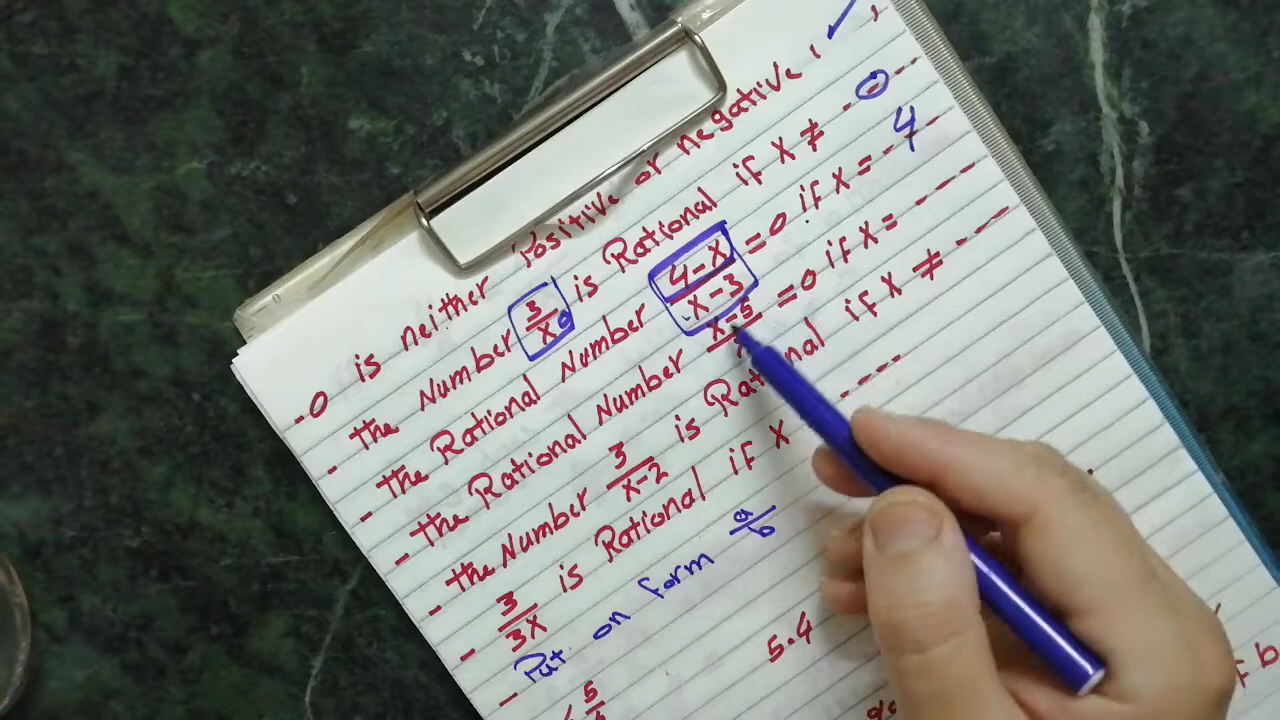 - 0 is neither Positive or negative, ✓
- the Number 3/x is Rational if x ≠ 0
- the Rational Number 4-x/x-3 = 0 if x = 4
- the Rational Number x-5/ = 0 if x = ----
- the Number 3/x-2 is Rational if x ≠ ----
- 3/3x is Rational if x ----
- Put on form a/b
5 5.4
b